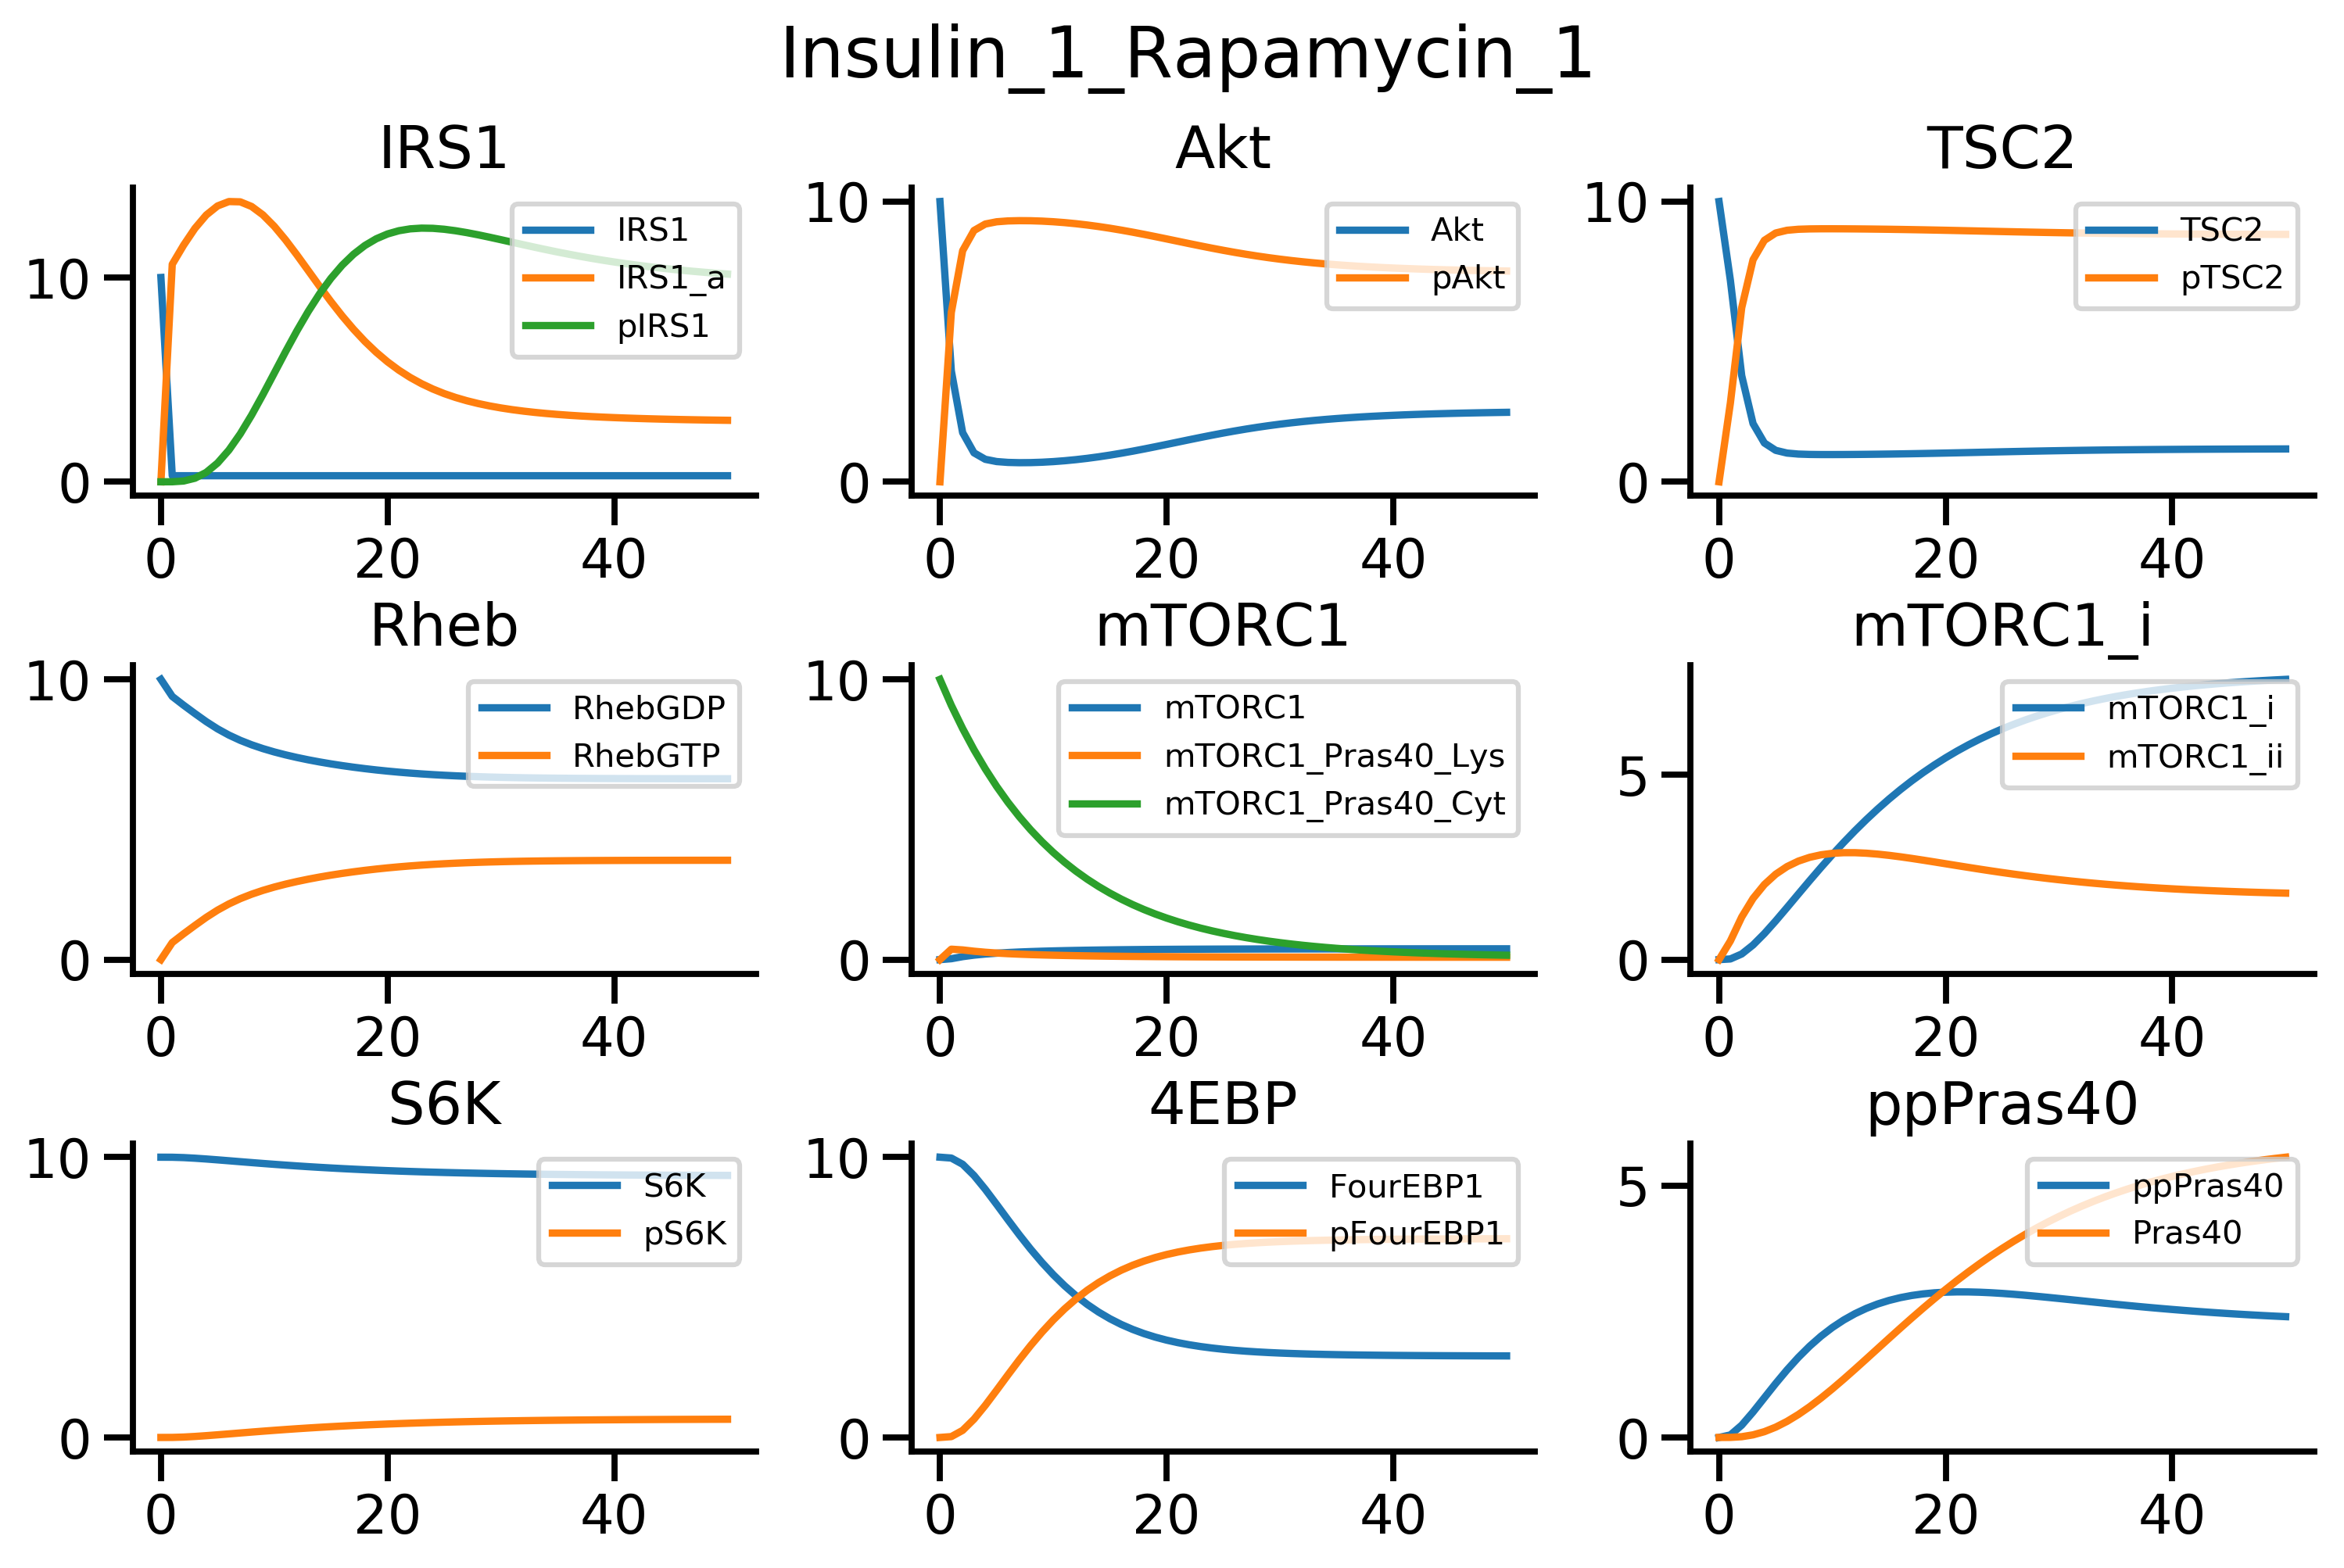 Insulin_1_Rapamycin_1
IRS1
Akt
TSC2
10
0
IRS1
IRS1_a
pIRS1
0
20
40
10
0
Akt
pAkt
0
20
40
10
0
TSC2
pTSC2
0
20
40
Rheb
mTORC1
mTORC1_i
10
0
RhebGDP
RhebGTP
0
20
40
10
0
mTORC1
mTORC1_Pras40_Lys
mTORC1_Pras40_Cyt
0
20
40
5
0
mTORC1_i
mTORC1_ii
0
20
40
S6K
4EBP
ppPras40
10
0
S6K
pS6K
0
20
40
10
0
FourEBP1
pFourEBP1
0
20
40
5
0
ppPras40
Pras40
0
20
40